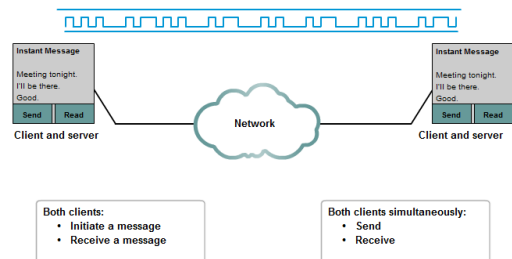 Instant Message
Meeting tonight.
I'll be there.
Good.
Send Read
Client and server
Network
Instant Message
Meeting tonight.
I'll be there.
Good.
Send Read
Client and server
Both clients:
• Initiate a message
• Receive a message
Both clients simultaneously:
• Send
• Receive